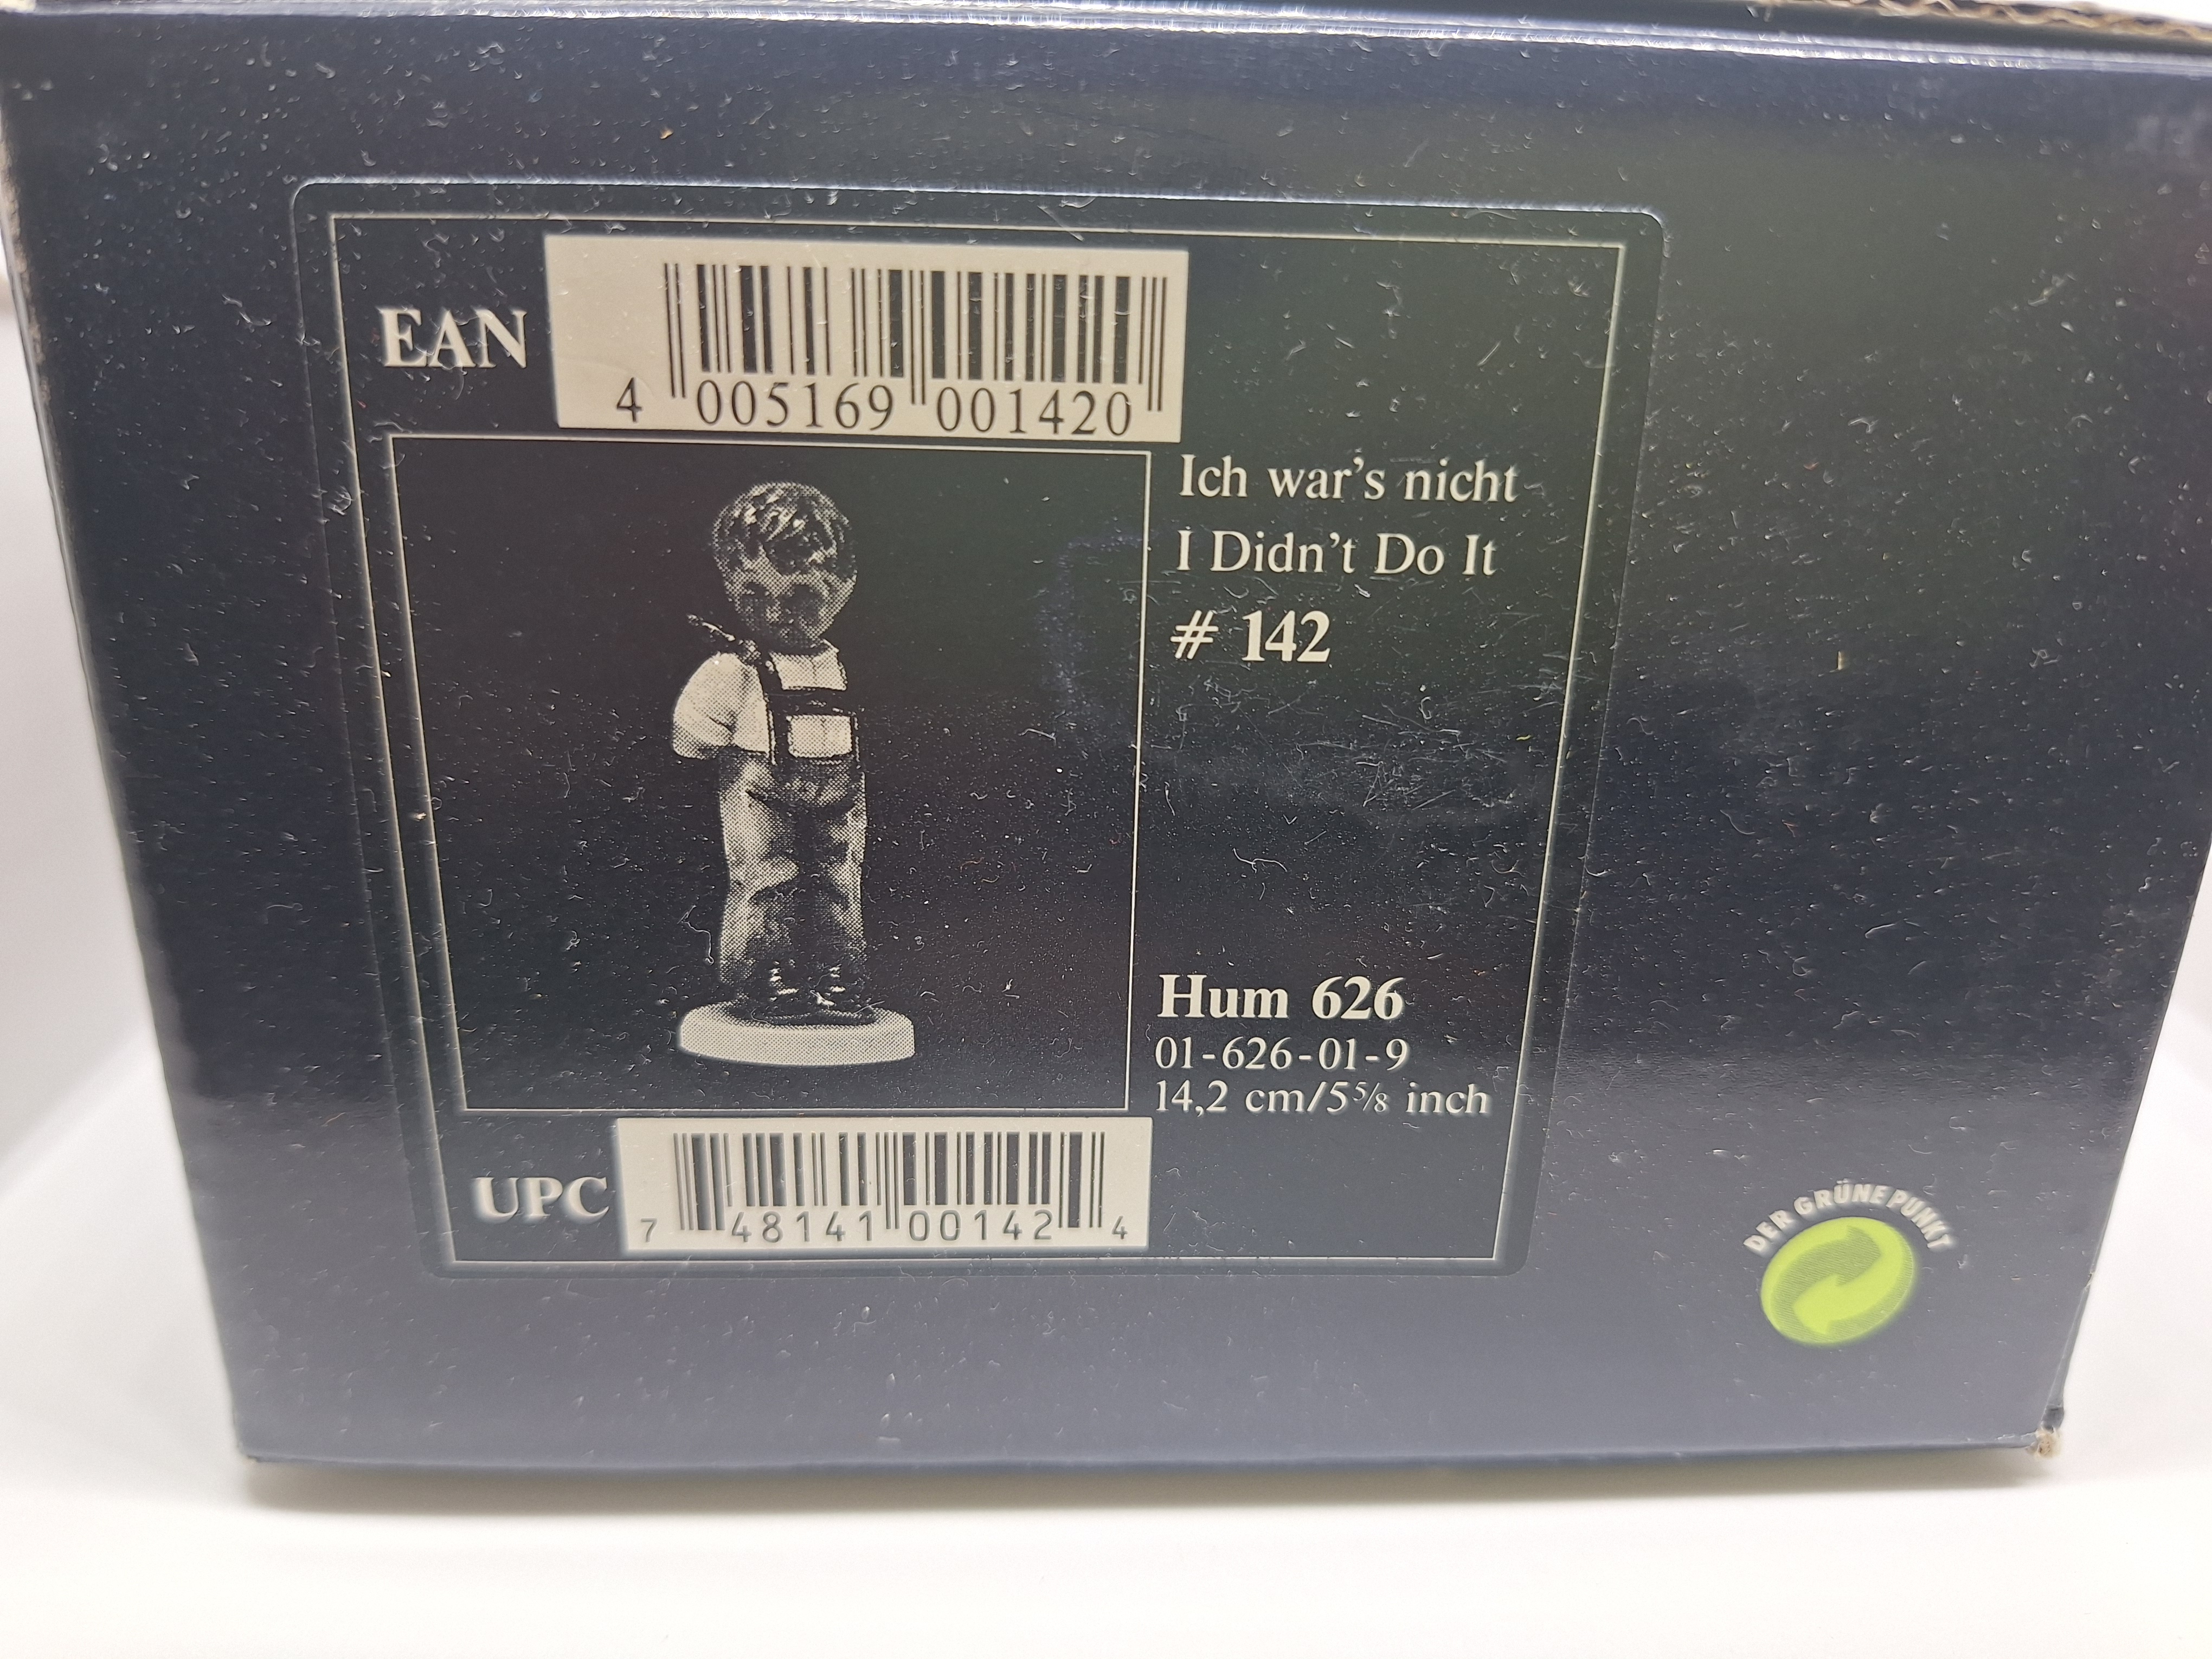 EAN
4 005169 001420
Ich war's nicht
I Didn't Do It
# 142
Hum 626
01-626-01-9
14,2 cm/5⅝ inch
UPC
7 48141 00142 4
DER GRÜNE PUNKT